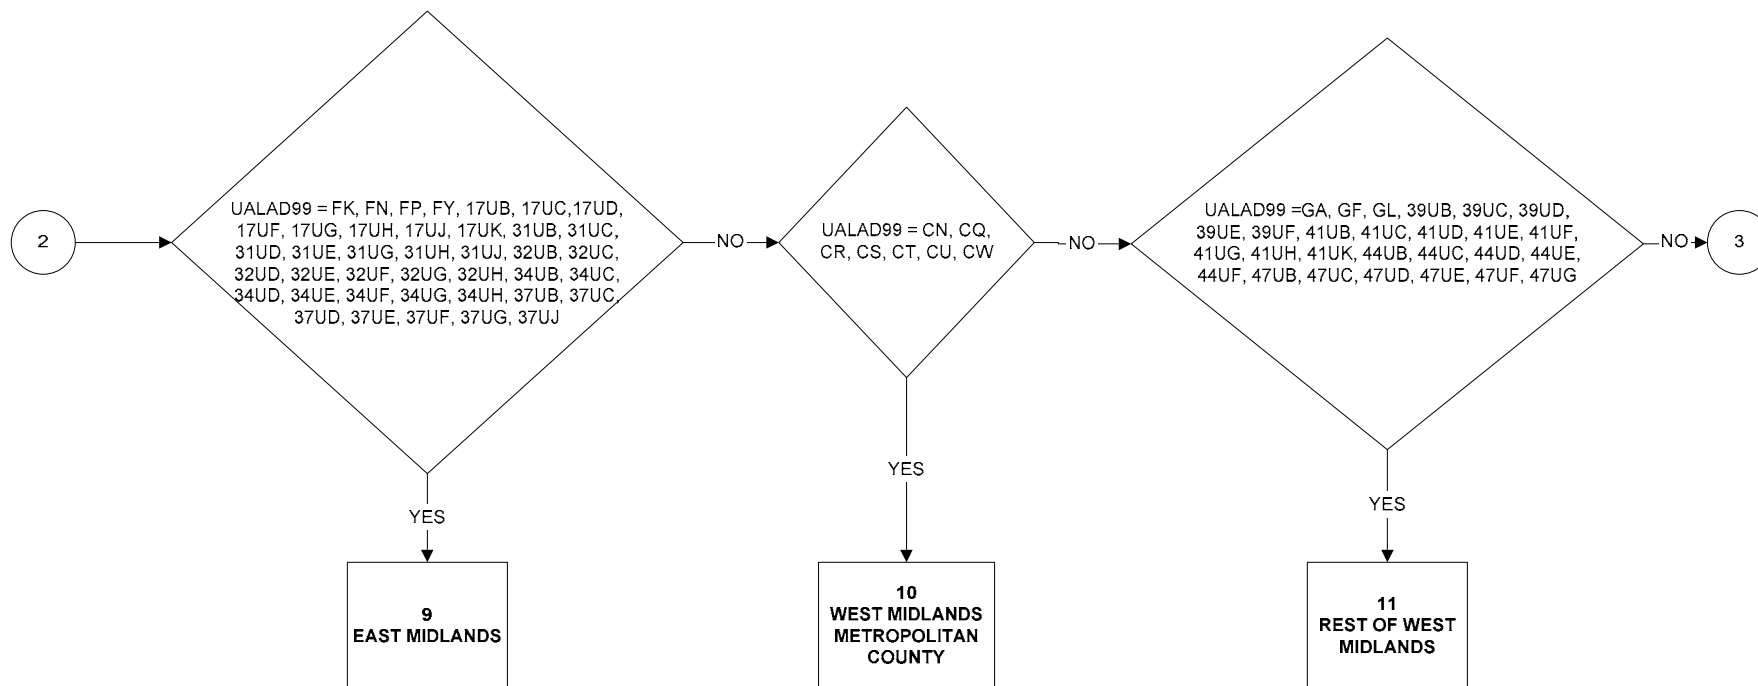 2
UALAD99 = FK, FN, FP, FY, 17UB, 17UC,17UD,
17UF, 17UG, 17UH, 17UJ, 17UK, 31UB, 31UC,
31UD, 31UE, 31UG, 31UH, 31UJ, 32UB, 32UC,
32UD, 32UE, 32UF, 32UG, 32UH, 34UB, 34UC,
34UD, 34UE, 34UF, 34UG, 34UH, 37UB, 37UC,
37UD, 37UE, 37UF, 37UG, 37UJ
NO
YES
9
EAST MIDLANDS
UALAD99 = CN, CQ,
CR, CS, CT, CU, CW
NO
YES
10
WEST MIDLANDS
METROPOLITAN
COUNTY
UALAD99 =GA, GF, GL, 39UB, 39UC, 39UD,
39UE, 39UF, 41UB, 41UC, 41UD, 41UE, 41UF,
41UG, 41UH, 41UK, 44UB, 44UC, 44UD, 44UE,
44UF, 47UB, 47UC, 47UD, 47UE, 47UF, 47UG
NO
3
YES
11
REST OF WEST
MIDLANDS